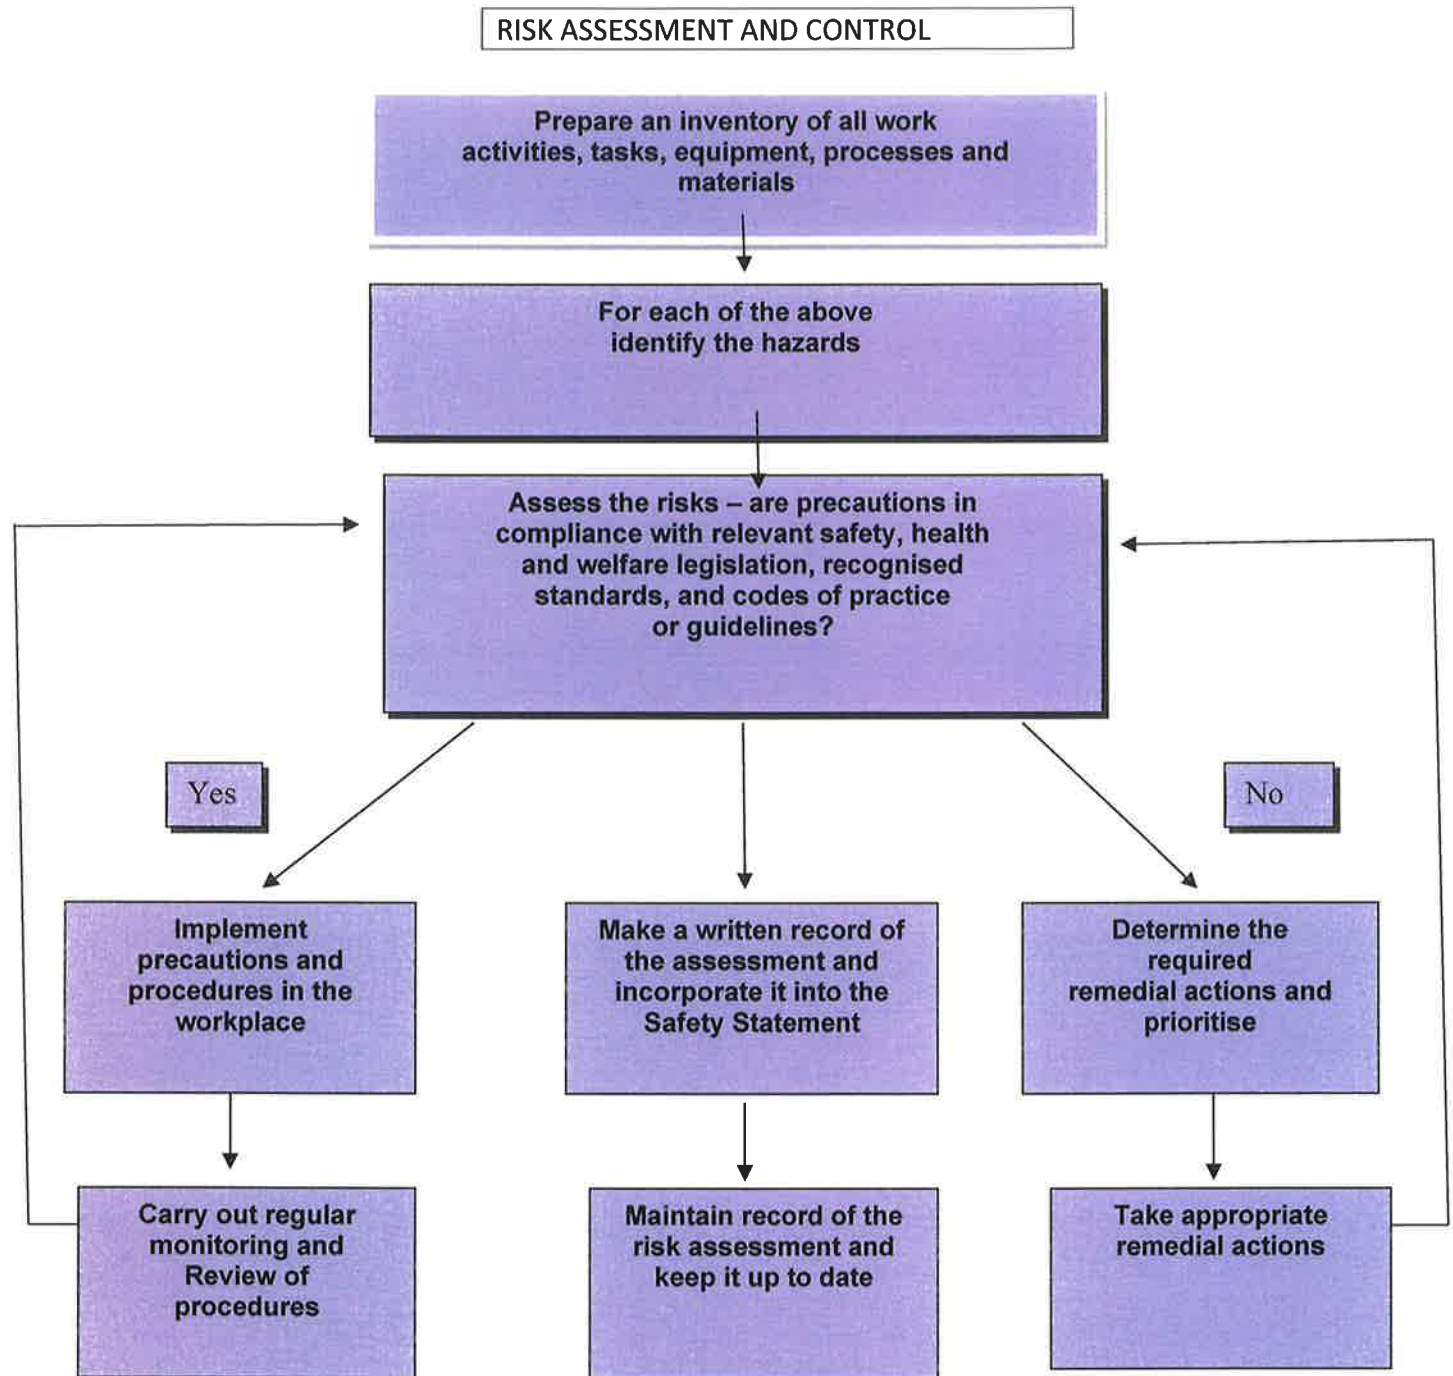 RISK ASSESSMENT AND CONTROL
Prepare an inventory of all work
activities, tasks, equipment, processes and
materials
For each of the above
identify the hazards
Assess the risks – are precautions in
compliance with relevant safety, health
and welfare legislation, recognised
standards, and codes of practice
or guidelines?
Yes
No
Implement
precautions and
procedures in the
workplace
Make a written record of
the assessment and
incorporate it into the
Safety Statement
Determine the
required
remedial actions and
prioritise
Carry out regular
monitoring and
Review of
procedures
Maintain record of the
risk assessment and
keep it up to date
Take appropriate
remedial actions